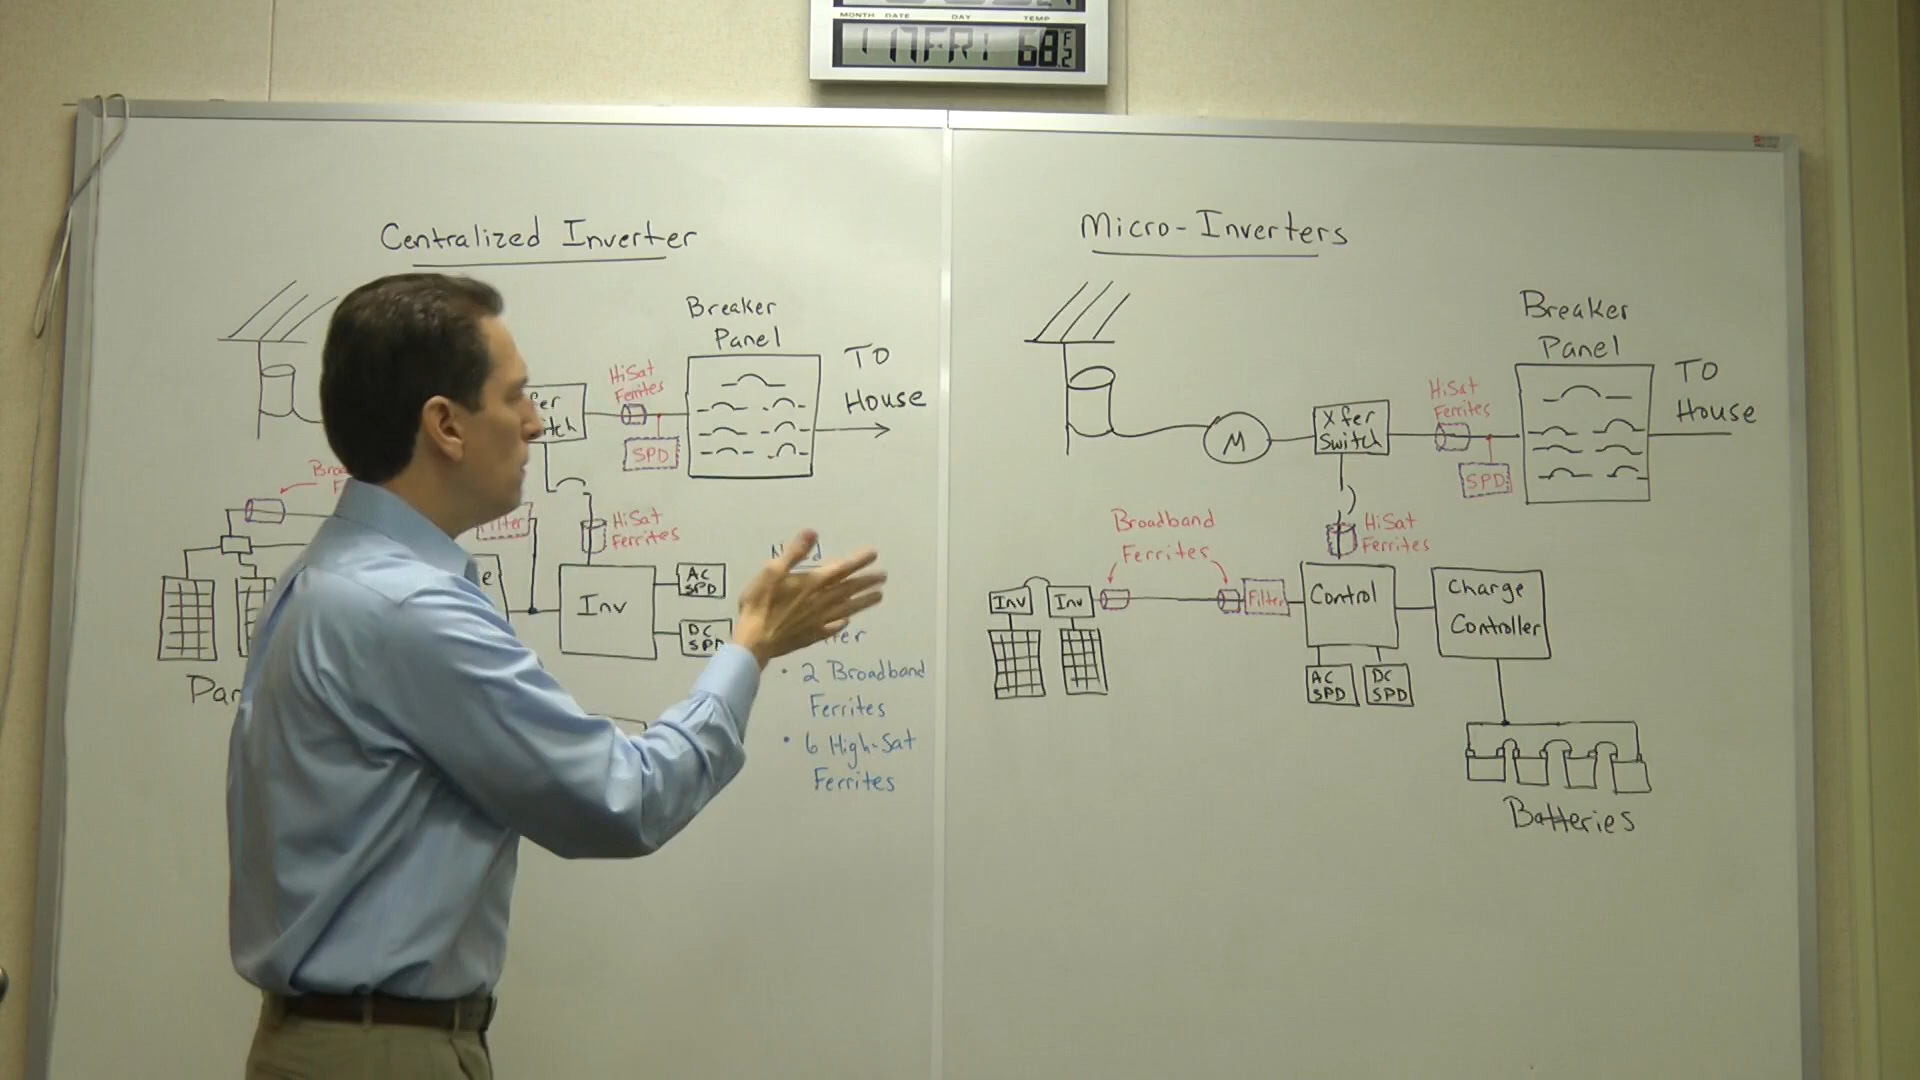 MONTH DATE DAY TEMP
117 FRI 68.2 F
Centralized Inverter
Breaker
Panel
TO
House
HiSat
Ferrites
SPD
HiSat
Ferrites
Inv
AC
SPD
DC
SPD
• 2 Broadband
Ferrites
• 6 High-Sat
Ferrites
Micro-Inverters
Breaker
Panel
TO
House
HiSat
Ferrites
M
Xfer
Switch
SPD
Broadband
Ferrites
HiSat
Ferrites
Inv
Inv
Filter
Control
Charge
Controller
AC
SPD
DC
SPD
Batteries